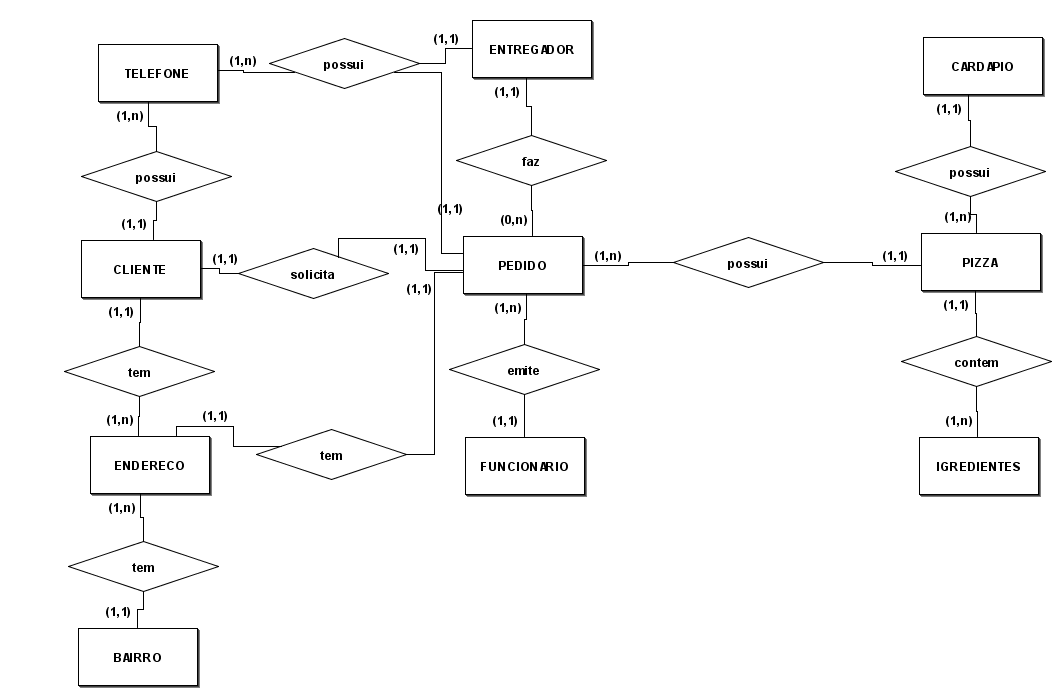 (1,1)
ENTREGADOR
TELEFONE
(1,n)
possui
CARDAPIO
(1,n)
(1,1)
(1,1)
possui
faz
possui
(1,1)
(1,1)
(0,n)
(1,n)
CLIENTE
(1,1)
solicita
(1,1)
PEDIDO
(1,n)
possui
(1,1)
PIZZA
(1,1)
(1,1)
(1,n)
(1,1)
tem
emite
contem
(1,n)
(1,1)
(1,1)
(1,n)
ENDERECO
tem
FUNCIONARIO
IGREDIENTES
(1,n)
tem
(1,1)
BAIRRO